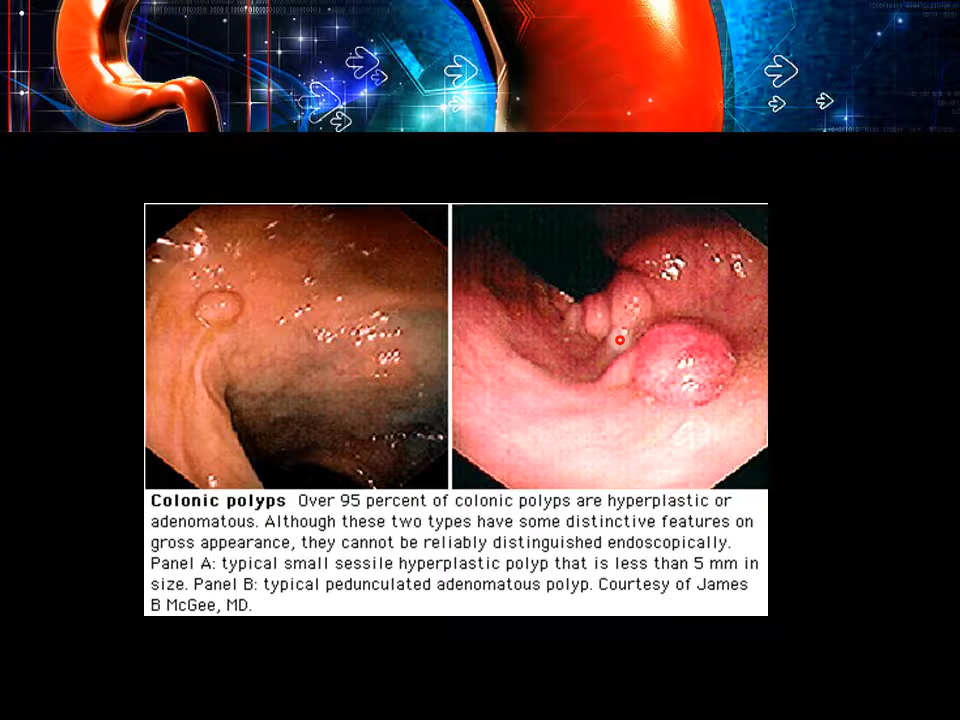 Colonic polyps Over 95 percent of colonic polyps are hyperplastic or
adenomatous. Although these two types have some distinctive features on
gross appearance, they cannot be reliably distinguished endoscopically.
Panel A: typical small sessile hyperplastic polyp that is less than 5 mm in
size. Panel B: typical pedunculated adenomatous polyp. Courtesy of James
B McGee, MD.